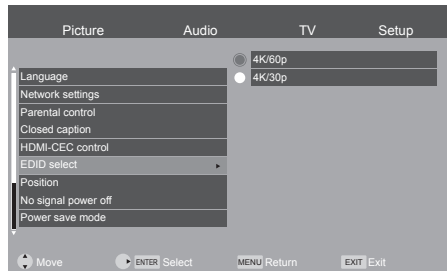 Picture Audio TV Setup
4K/60p
4K/30p
Language
Network settings
Parental control
Closed caption
HDMI-CEC control
EDID select
Position
No signal power off
Power save mode
Move ENTER Select MENU Return EXIT Exit